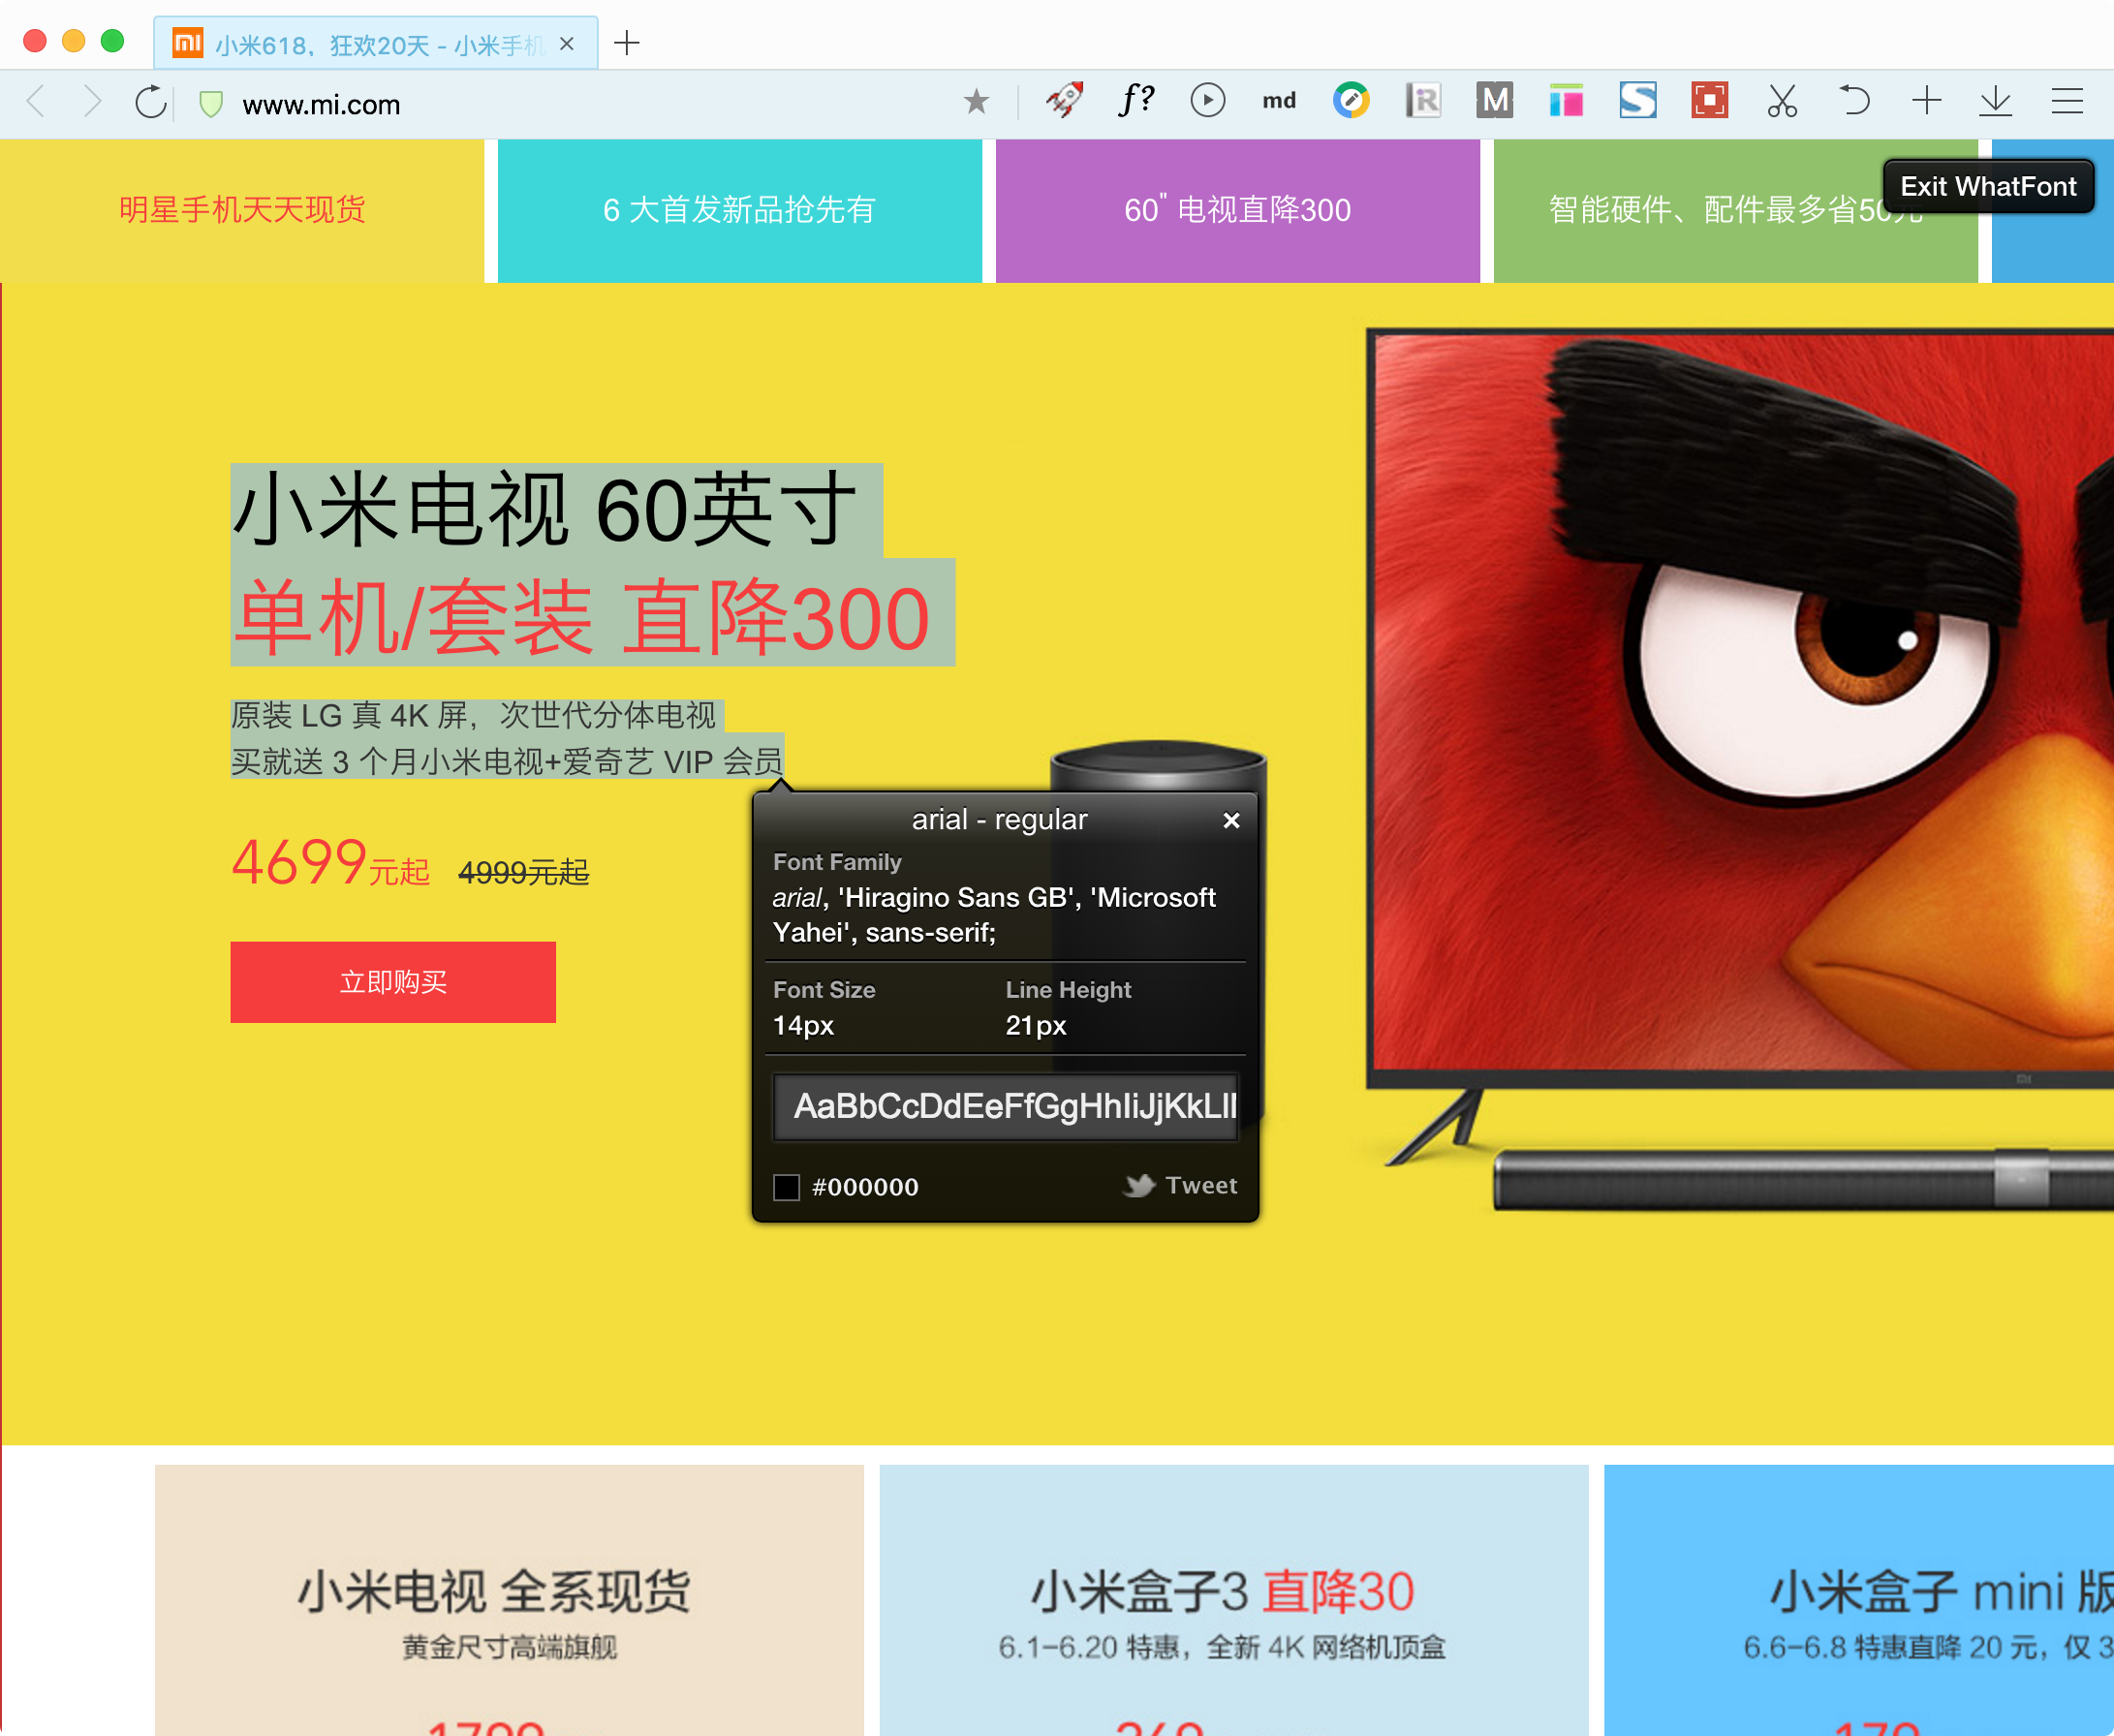 小米618，狂欢20天 - 小米手机
www.mi.com
f?
md
R
M
S
明星手机天天现货
6 大首发新品抢先有
60" 电视直降300
智能硬件、配件最多省50元
Exit WhatFont
小米电视 60英寸
单机/套装 直降300
原装 LG 真 4K 屏，次世代分体电视
买就送 3 个月小米电视+爱奇艺 VIP 会员
4699元起 4999元起
立即购买
arial - regular
Font Family
arial, 'Hiragino Sans GB', 'Microsoft
Yahei', sans-serif;
Font Size Line Height
14px 21px
AaBbCcDdEeFfGgHhIiJjKkLl
#000000 Tweet
小米电视 全系现货
黄金尺寸高端旗舰
小米盒子3 直降30
6.1-6.20 特惠，全新 4K 网络机顶盒
小米盒子 mini 版
6.6-6.8 特惠直降 20 元，仅 3